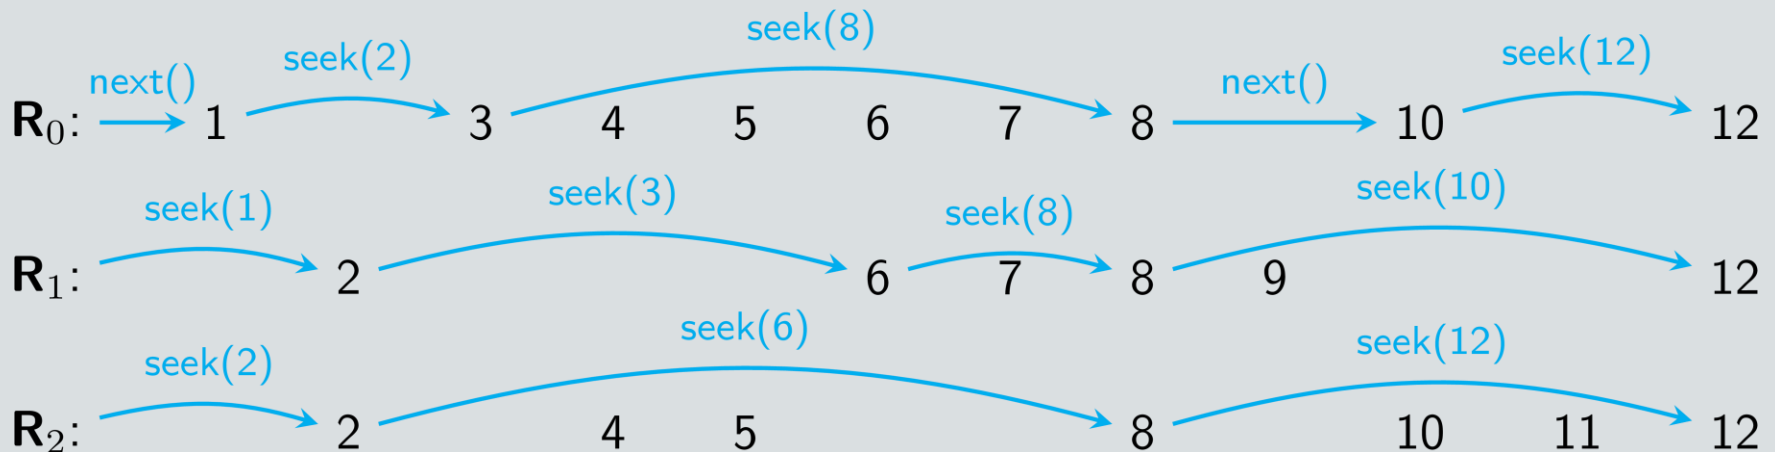 next() seek(2) seek(8) next() seek(12)
R0: 1 3 4 5 6 7 8 10 12
seek(1) seek(3) seek(8) seek(10)
R1: 2 6 7 8 9 12
seek(2) seek(6) seek(12)
R2: 2 4 5 8 10 11 12